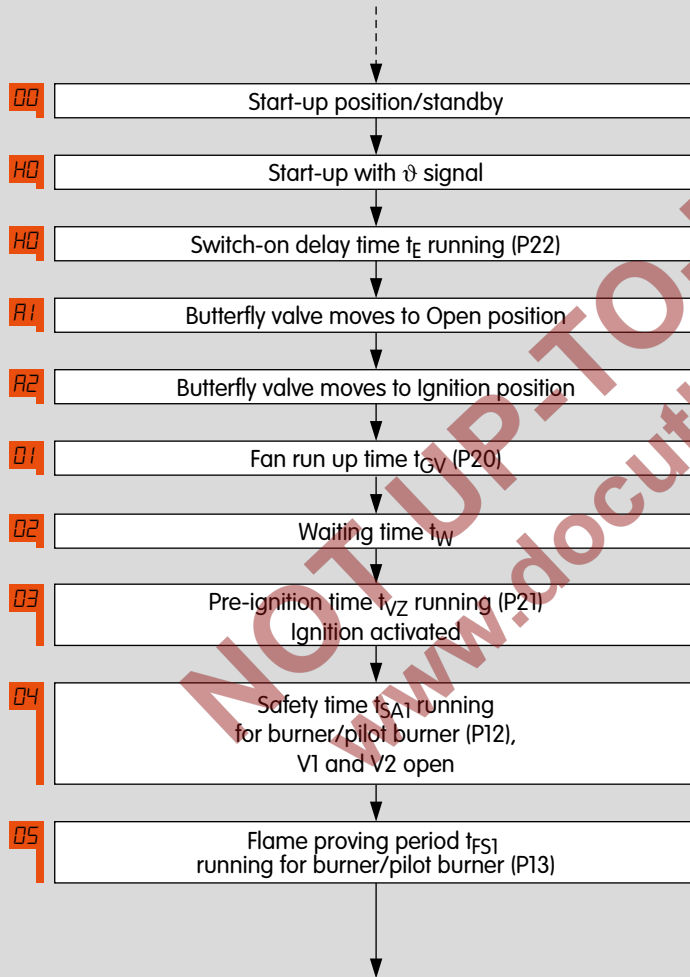 00 Start-up position/standby
H0 Start-up with ϑ signal
H0 Switch-on delay time tE running (P22)
A1 Butterfly valve moves to Open position
A2 Butterfly valve moves to Ignition position
01 Fan run up time tGV (P20)
02 Waiting time tW
03 Pre-ignition time tVZ running (P21)
Ignition activated
04 Safety time tSA1 running
for burner/pilot burner (P12),
V1 and V2 open
05 Flame proving period tFS1
running for burner/pilot burner (P13)
NOT UP-TO-
www.docut